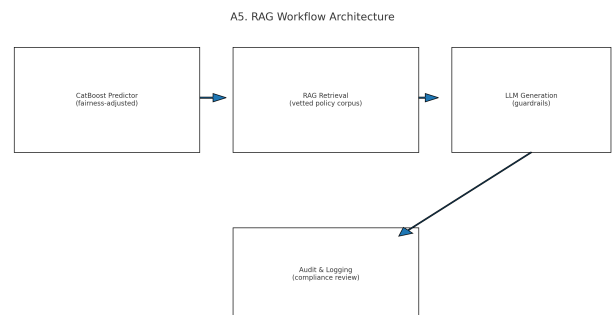 A5. RAG Workflow Architecture
CatBoost Predictor
(fairness-adjusted)
RAG Retrieval
(vetted policy corpus)
LLM Generation
(guardrails)
Audit & Logging
(compliance review)